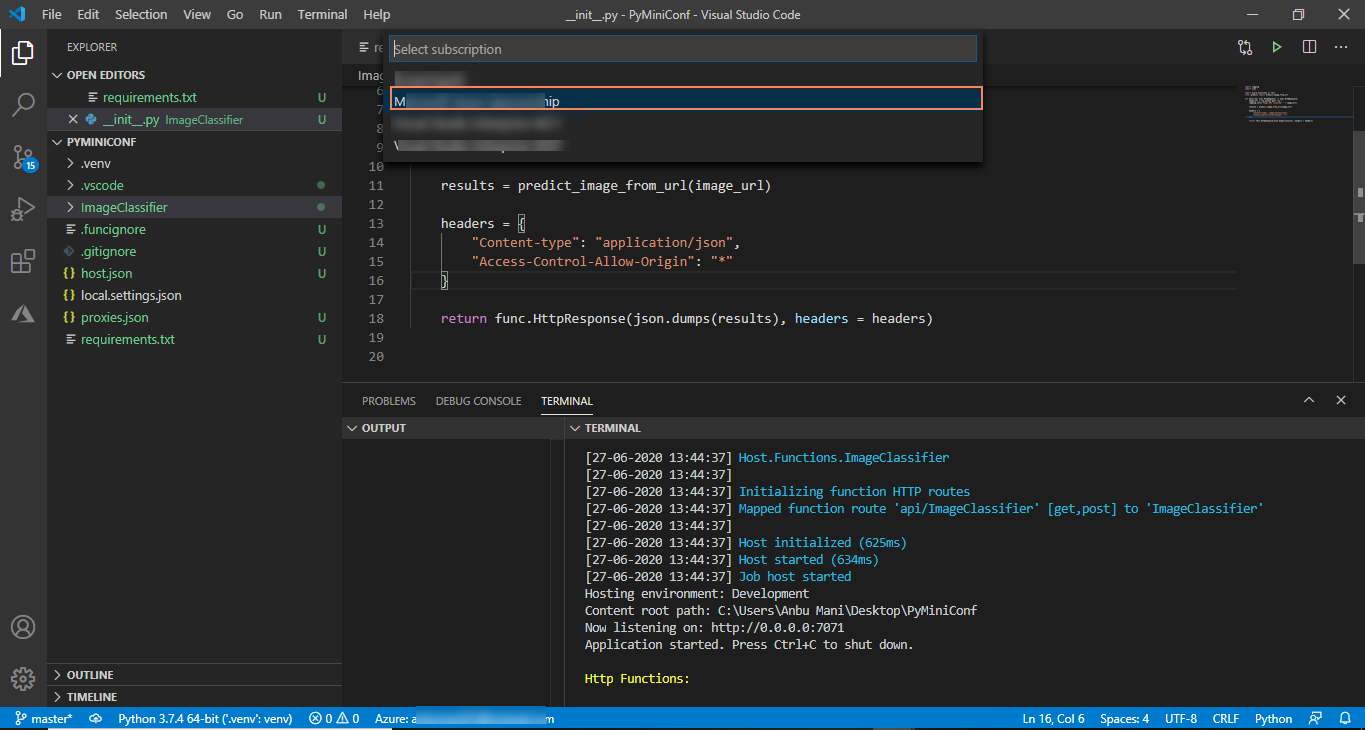 File Edit Selection View Go Run Terminal Help
__init__.py - PyMiniConf - Visual Studio Code
EXPLORER
OPEN EDITORS
requirements.txt U
__init__.py ImageClassifier U
PYMINICONF
.venv
.vscode
ImageClassifier
.funcignore U
.gitignore U
{} host.json U
{} local.settings.json
{} proxies.json U
requirements.txt U
OUTLINE
TIMELINE
15
re
Imag
Select subscription
6
7
8
9
10
11 results = predict_image_from_url(image_url)
12
13 headers = {
14 "Content-type": "application/json",
15 "Access-Control-Allow-Origin": "*"
16 }
17
18 return func.HttpResponse(json.dumps(results), headers = headers)
19
20
PROBLEMS DEBUG CONSOLE TERMINAL
OUTPUT
TERMINAL
[27-06-2020 13:44:37] Host.Functions.ImageClassifier
[27-06-2020 13:44:37]
[27-06-2020 13:44:37] Initializing function HTTP routes
[27-06-2020 13:44:37] Mapped function route 'api/ImageClassifier' [get,post] to 'ImageClassifier'
[27-06-2020 13:44:37]
[27-06-2020 13:44:37] Host initialized (625ms)
[27-06-2020 13:44:37] Host started (634ms)
[27-06-2020 13:44:37] Job host started
Hosting environment: Development
Content root path: C:\Users\Anbu Mani\Desktop\PyMiniConf
Now listening on: http://0.0.0.0:7071
Application started. Press Ctrl+C to shut down.
Http Functions:
master* Python 3.7.4 64-bit ('.venv': venv) 0 0 Azure: Ln 16, Col 6 Spaces: 4 UTF-8 CRLF Python